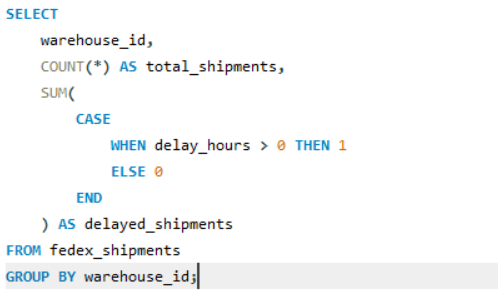 SELECT
    warehouse_id,
    COUNT(*) AS total_shipments,
    SUM(
        CASE
            WHEN delay_hours > 0 THEN 1
            ELSE 0
        END
    ) AS delayed_shipments
FROM fedex_shipments
GROUP BY warehouse_id;